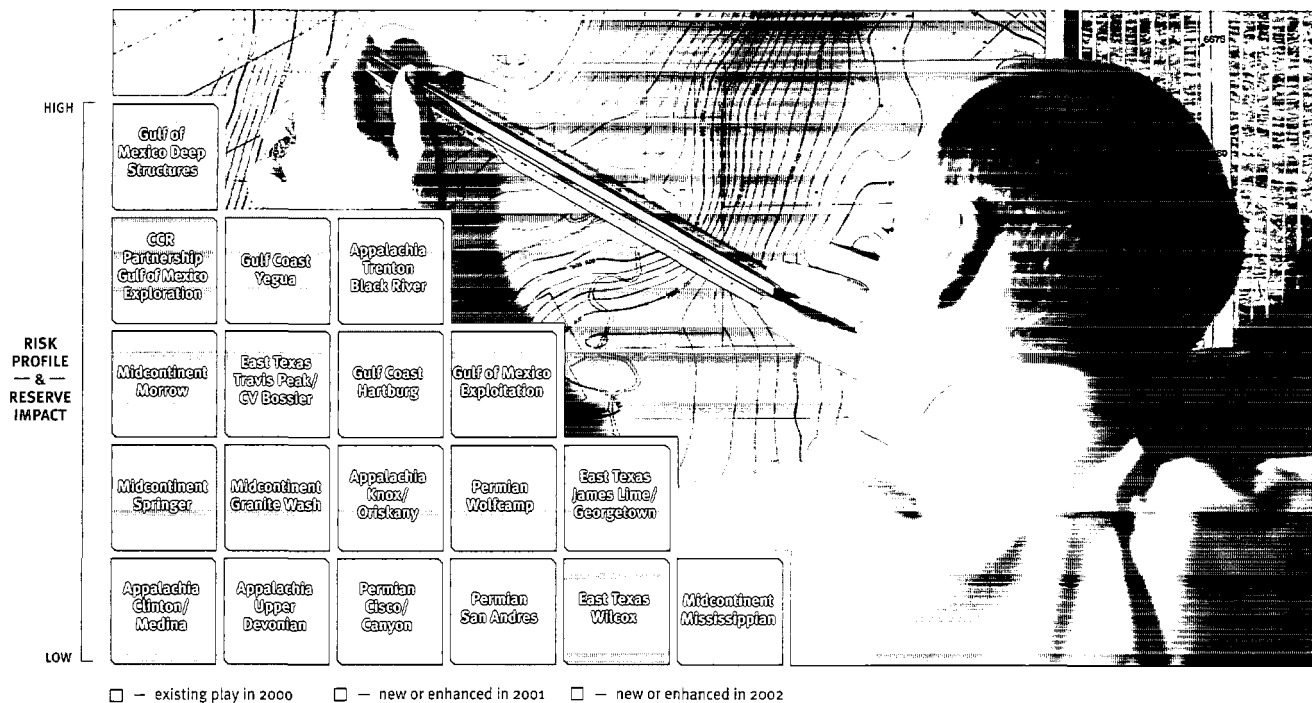 6675
HIGH
Gulf of
Mexico Deep
Structures
CCR
Partnership
Gulf of Mexico
Exploration
Gulf Coast
Yegua
Appalachia
Trenton
Black River
RISK
PROFILE
— & —
RESERVE
IMPACT
Midcontinent
Morrow
East Texas
Travis Peak/
CV Bossier
Gulf Coast
Hartburg
Gulf of Mexico
Exploitation
Midcontinent
Springer
Midcontinent
Granite Wash
Appalachia
Knox/
Oriskany
Permian
Wolfcamp
East Texas
James Lime/
Georgetown
Appalachia
Clinton/
Medina
Appalachia
Upper
Devonian
Permian
Cisco/
Canyon
Permian
San Andres
East Texas
Wilcox
Midcontinent
Mississippian
LOW
— existing play in 2000
— new or enhanced in 2001
— new or enhanced in 2002